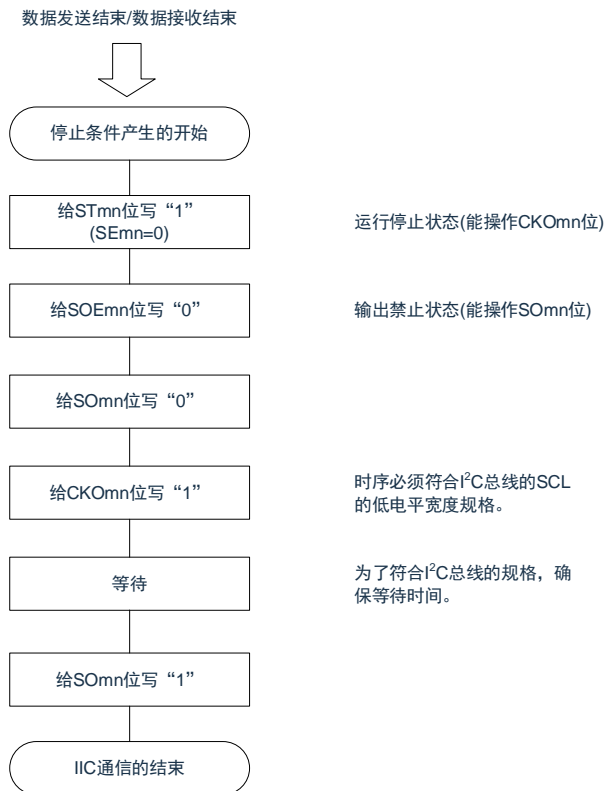 数据发送结束/数据接收结束
停止条件产生的开始
给STmn位写“1”
(SEmn=0)
运行停止状态(能操作CKOmn位)
给SOEmn位写“0”
输出禁止状态(能操作SOmn位)
给SOmn位写“0”
给CKOmn位写“1”
时序必须符合I²C总线的SCL
的低电平宽度规格。
等待
为了符合I²C总线的规格，确
保等待时间。
给SOmn位写“1”
IIC通信的结束